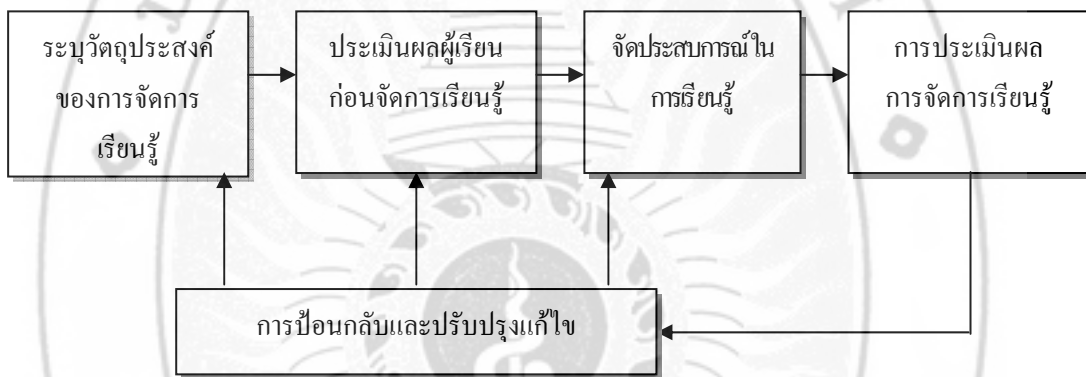 ระบุวัตถุประสงค์
ของการจัดการ
เรียนรู้
ประเมินผลผู้เรียน
ก่อนจัดการเรียนรู้
จัดประสบการณ์ใน
การเรียนรู้
การประเมินผล
การจัดการเรียนรู้
การป้อนกลับและปรับปรุงแก้ไข